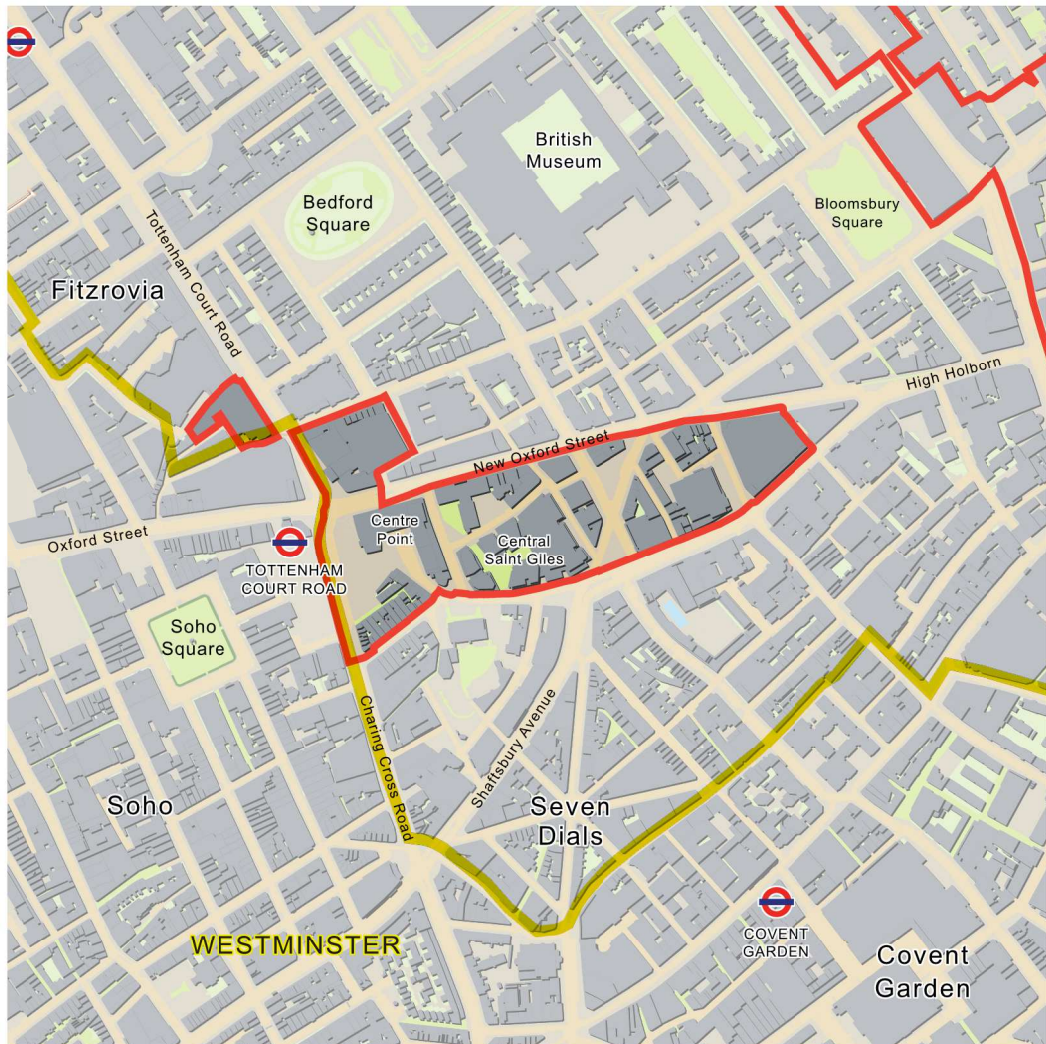 British
Museum
Bedford
Square
Bloomsbury
Square
Tottenham Court Road
Fitzrovia
High Holborn
New Oxford Street
Centre
Point
Oxford Street
Central
Saint GIles
TOTTENHAM
COURT ROAD
Soho
Square
Charing Cross Road
Shaftsbury Avenue
Soho
Seven
Dials
WESTMINSTER
COVENT
GARDEN
Covent
Garden